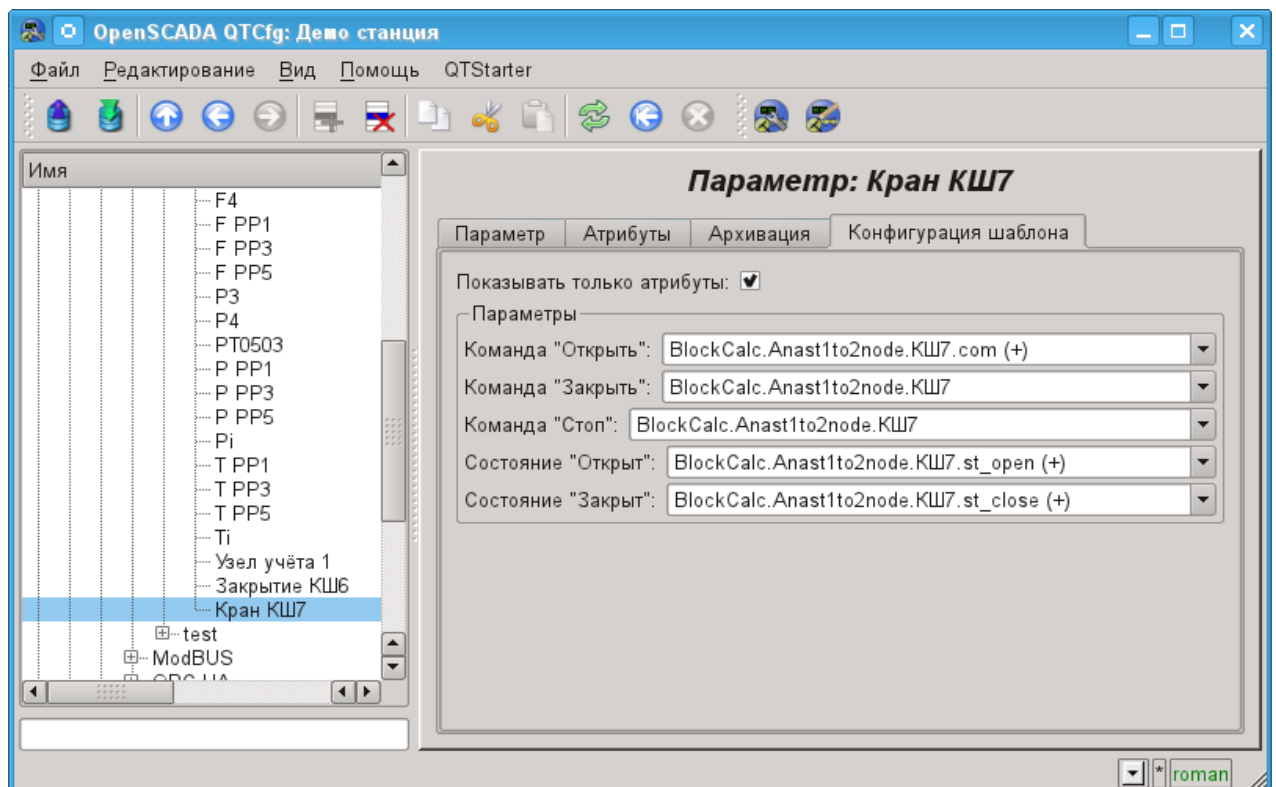 OpenSCADA QTCfg: Демо станция
Файл Редактирование Вид Помощь QTStarter
Имя
F4
F PP1
F PP3
F PP5
P3
P4
PT0503
P PP1
P PP3
P PP5
Pi
T PP1
T PP3
T PP5
Ti
Узел учёта 1
Закрытие КШ6
Кран КШ7
test
ModBUS
Параметр: Кран КШ7
Параметр Атрибуты Архивация Конфигурация шаблона
Показывать только атрибуты:
Параметры
Команда "Открыть": BlockCalc.Anast1to2node.КШ7.com (+)
Команда "Закрыть": BlockCalc.Anast1to2node.КШ7
Команда "Стоп": BlockCalc.Anast1to2node.КШ7
Состояние "Открыт": BlockCalc.Anast1to2node.КШ7.st_open (+)
Состояние "Закрыт": BlockCalc.Anast1to2node.КШ7.st_close (+)
* roman